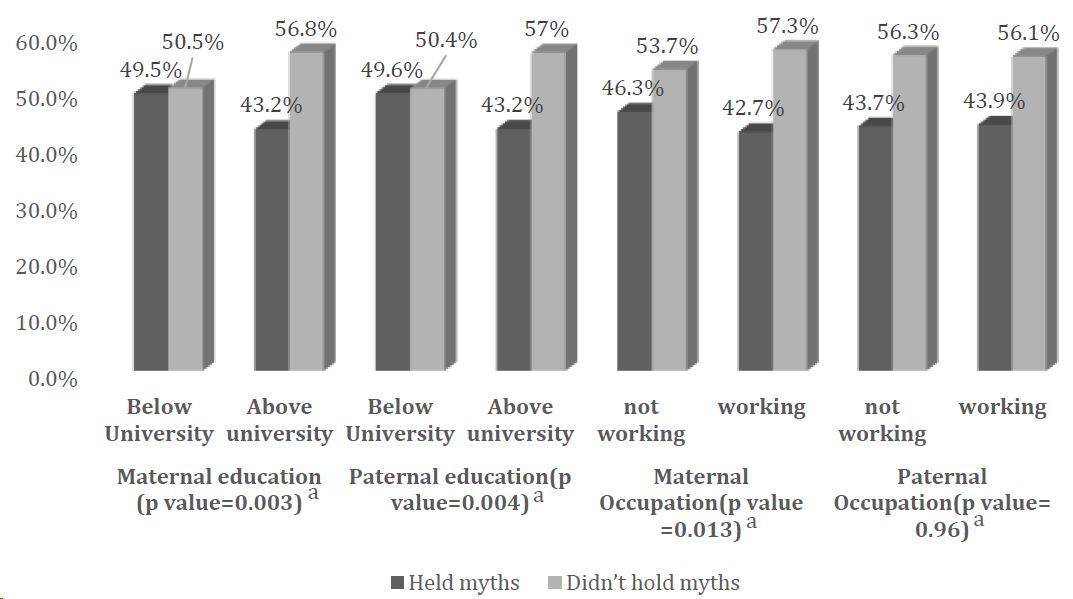 60.0%
50.0%
40.0%
30.0%
20.0%
10.0%
0.0%
49.5%
50.5%
43.2%
56.8%
49.6%
50.4%
43.2%
57%
46.3%
53.7%
42.7%
57.3%
43.7%
56.3%
43.9%
56.1%
Below
University
Above
university
Below
University
Above
university
not
working
working
not
working
working
Maternal education
(p value=0.003) a
Paternal education(p
value=0.004) a
Maternal
Occupation(p value
=0.013) a
Paternal
Occupation(p value=
0.96) a
Held myths
Didn’t hold myths